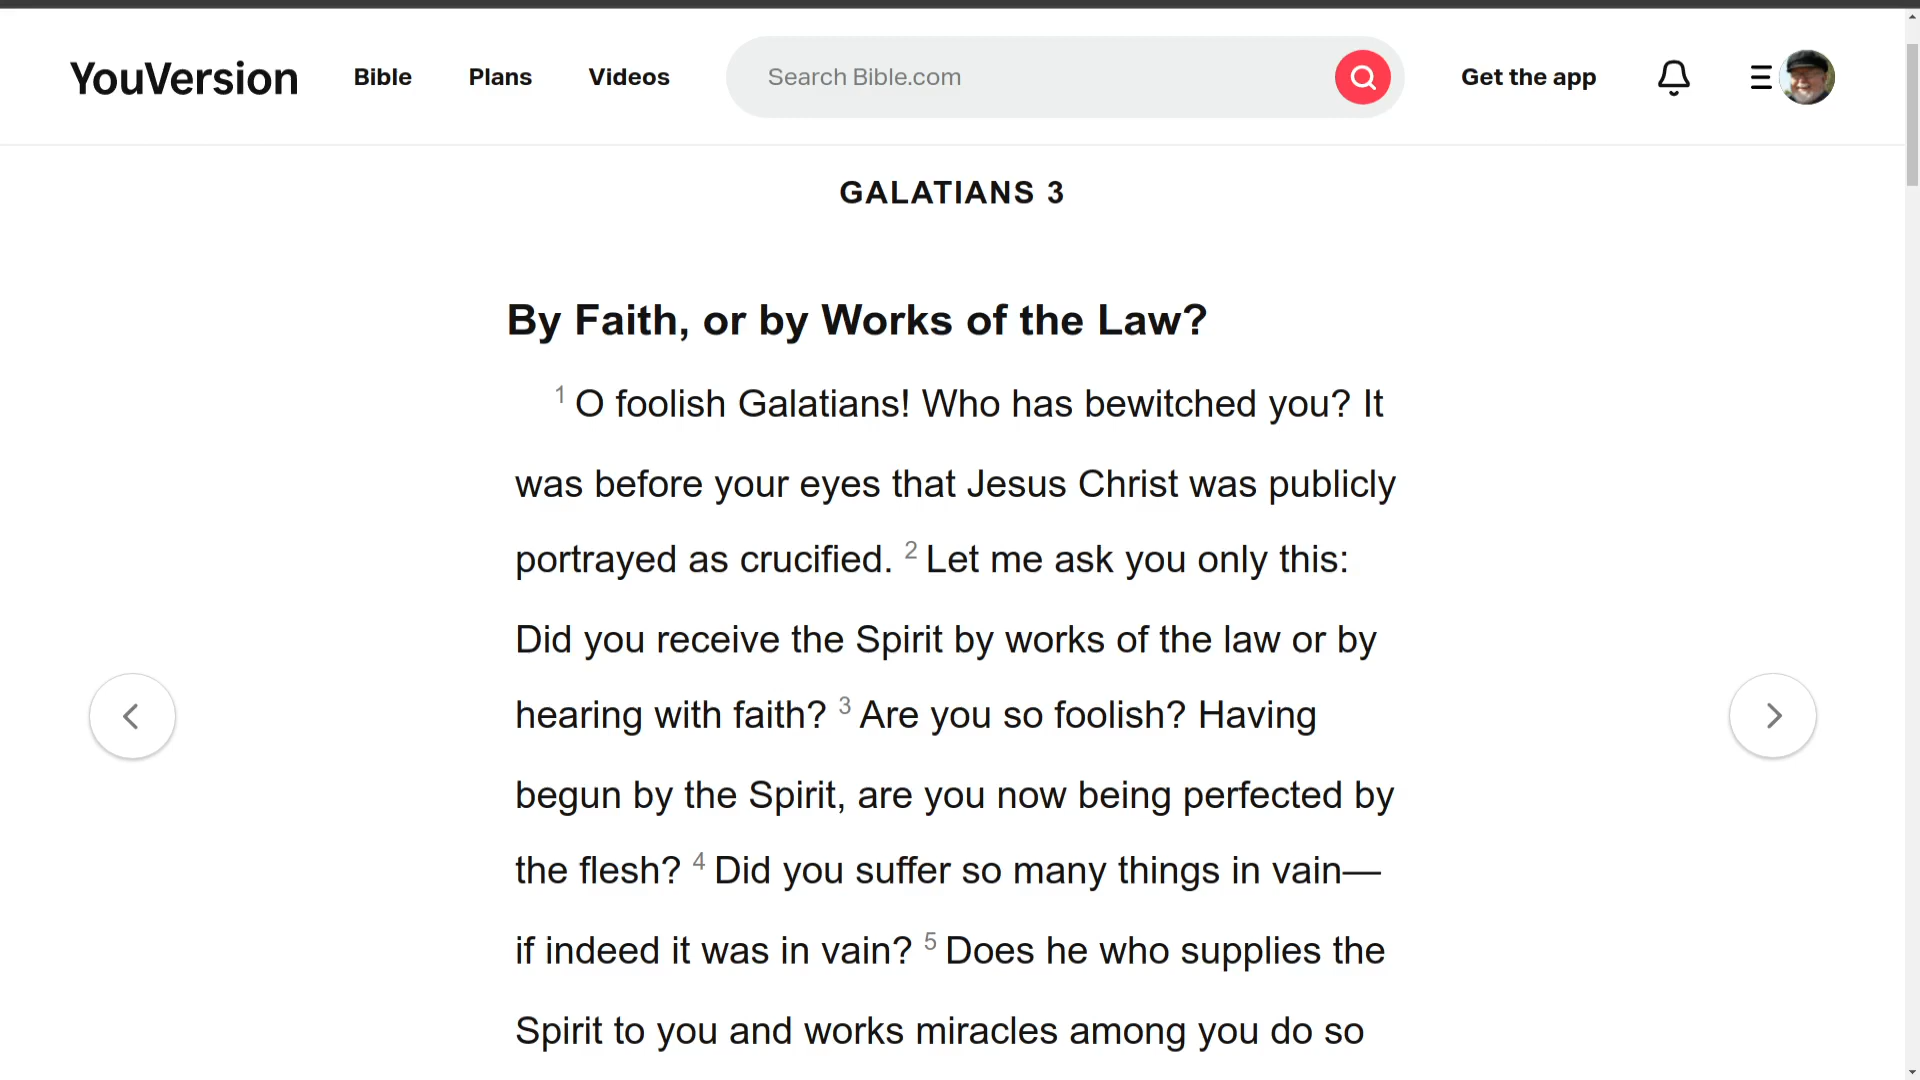 YouVersion Bible Plans Videos Search Bible.com Get the app
GALATIANS 3
By Faith, or by Works of the Law?
1 O foolish Galatians! Who has bewitched you? It
was before your eyes that Jesus Christ was publicly
portrayed as crucified. 2 Let me ask you only this:
Did you receive the Spirit by works of the law or by
hearing with faith? 3 Are you so foolish? Having
begun by the Spirit, are you now being perfected by
the flesh? 4 Did you suffer so many things in vain—
if indeed it was in vain? 5 Does he who supplies the
Spirit to you and works miracles among you do so